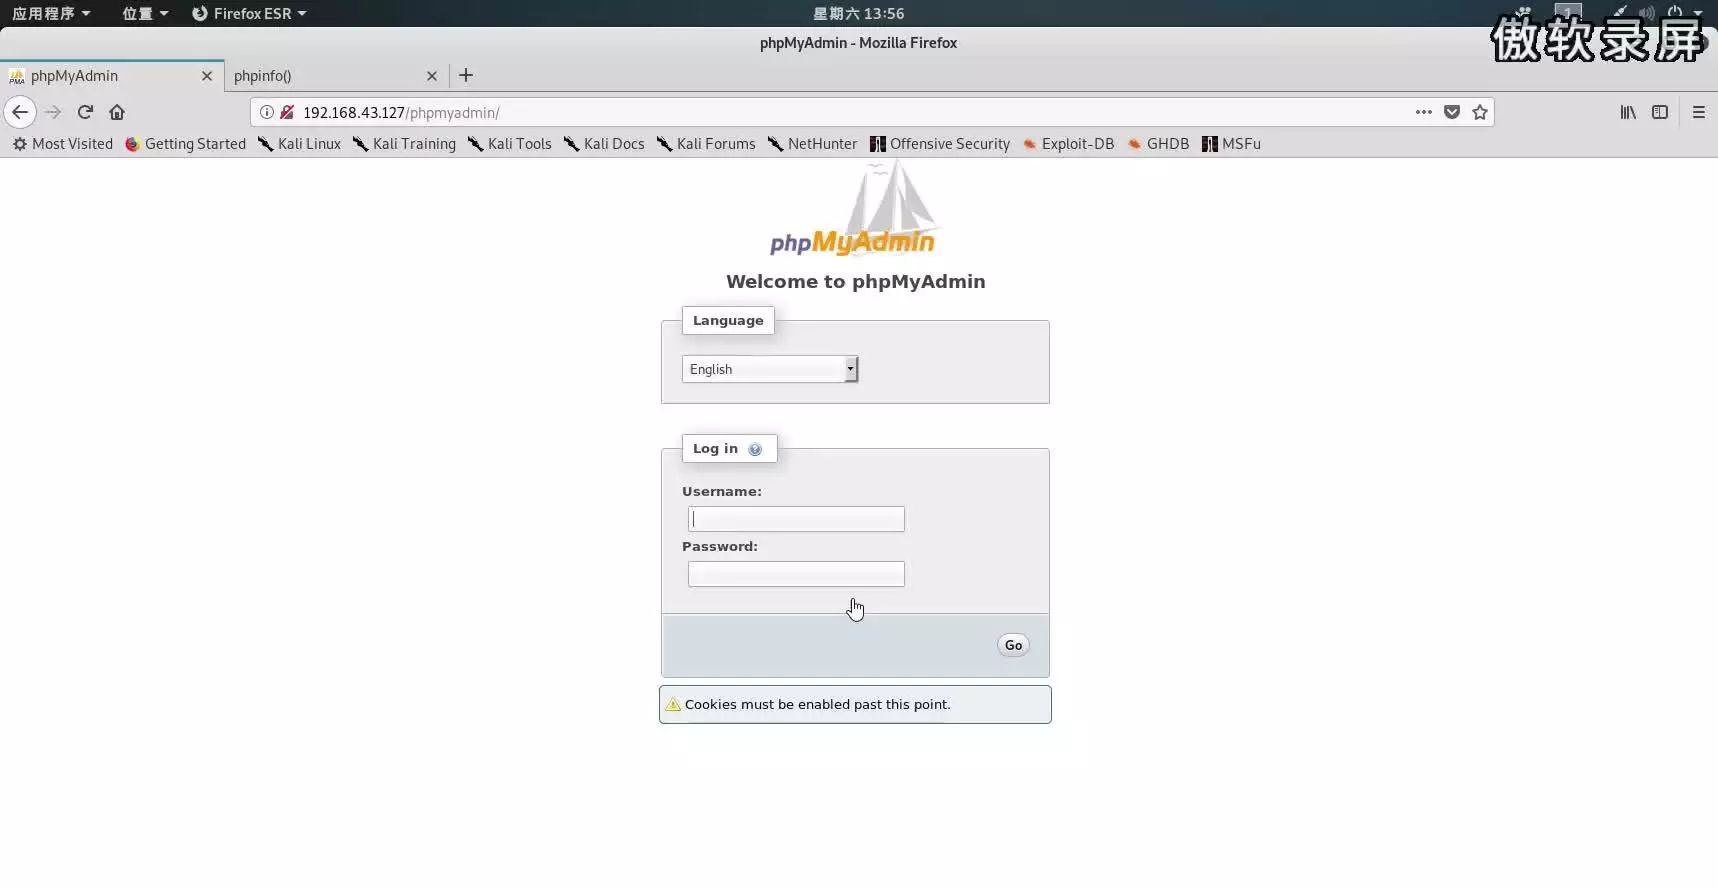 应用程序 位置 Firefox ESR 星期六 13:56 1
傲软录屏
phpMyAdmin - Mozilla Firefox
phpMyAdmin phpinfo()
192.168.43.127/phpmyadmin/
Most Visited Getting Started Kali Linux Kali Training Kali Tools Kali Docs Kali Forums NetHunter Offensive Security Exploit-DB GHDB MSFu
phpMyAdmin
Welcome to phpMyAdmin
Language
English
Log in
Username:
Password:
Go
Cookies must be enabled past this point.